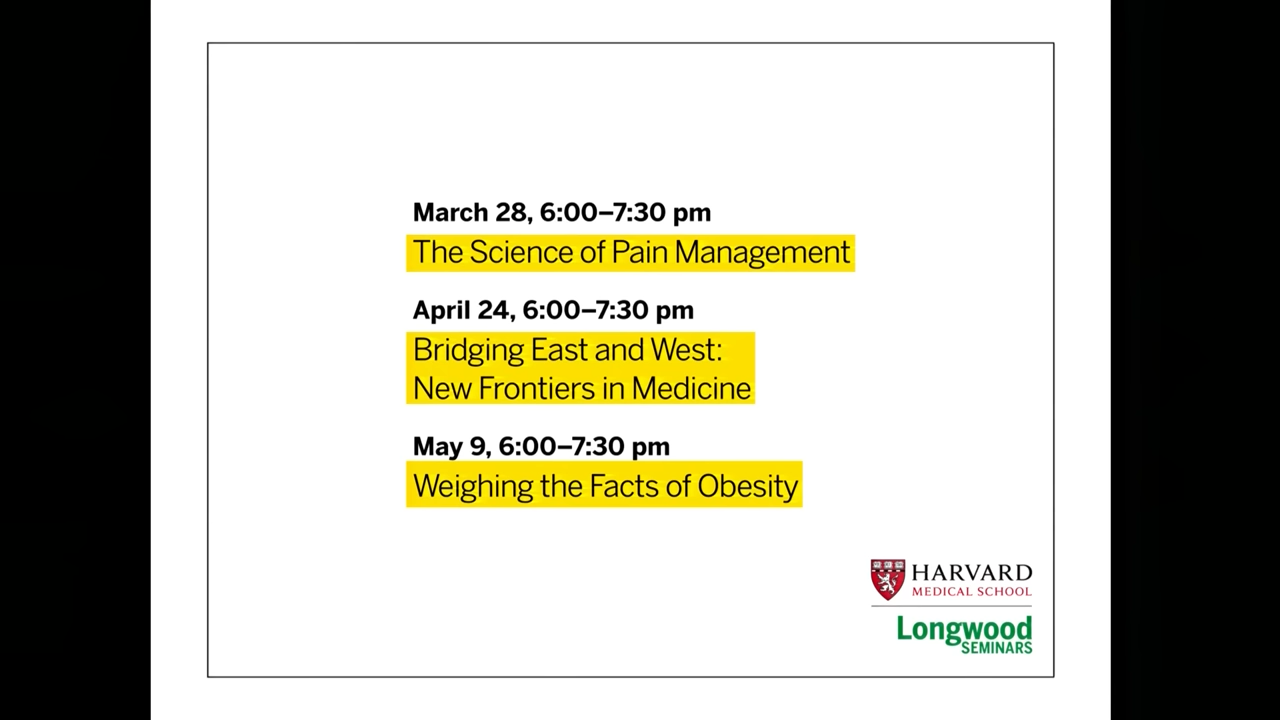 March 28, 6:00–7:30 pm
The Science of Pain Management
April 24, 6:00–7:30 pm
Bridging East and West:
New Frontiers in Medicine
May 9, 6:00–7:30 pm
Weighing the Facts of Obesity
HARVARD
MEDICAL SCHOOL
Longwood
SEMINARS